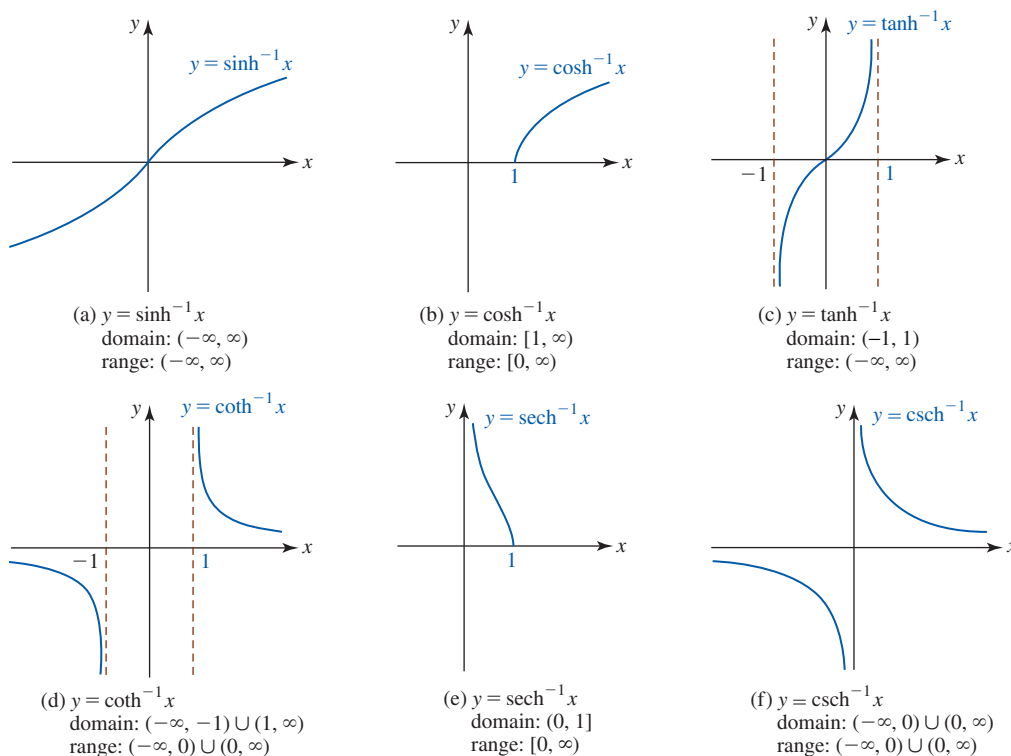 y
y = sinh⁻¹x
x
(a) y = sinh⁻¹x
domain: (−∞, ∞)
range: (−∞, ∞)
y
y = cosh⁻¹x
x
1
(b) y = cosh⁻¹x
domain: [1, ∞)
range: [0, ∞)
y
y = tanh⁻¹x
x
−1
1
(c) y = tanh⁻¹x
domain: (–1, 1)
range: (−∞, ∞)
y
y = coth⁻¹x
x
−1
1
(d) y = coth⁻¹x
domain: (−∞, −1) ∪ (1, ∞)
range: (−∞, 0) ∪ (0, ∞)
y
y = sech⁻¹x
x
1
(e) y = sech⁻¹x
domain: (0, 1]
range: [0, ∞)
y
y = csch⁻¹x
x
(f) y = csch⁻¹x
domain: (−∞, 0) ∪ (0, ∞)
range: (−∞, 0) ∪ (0, ∞)